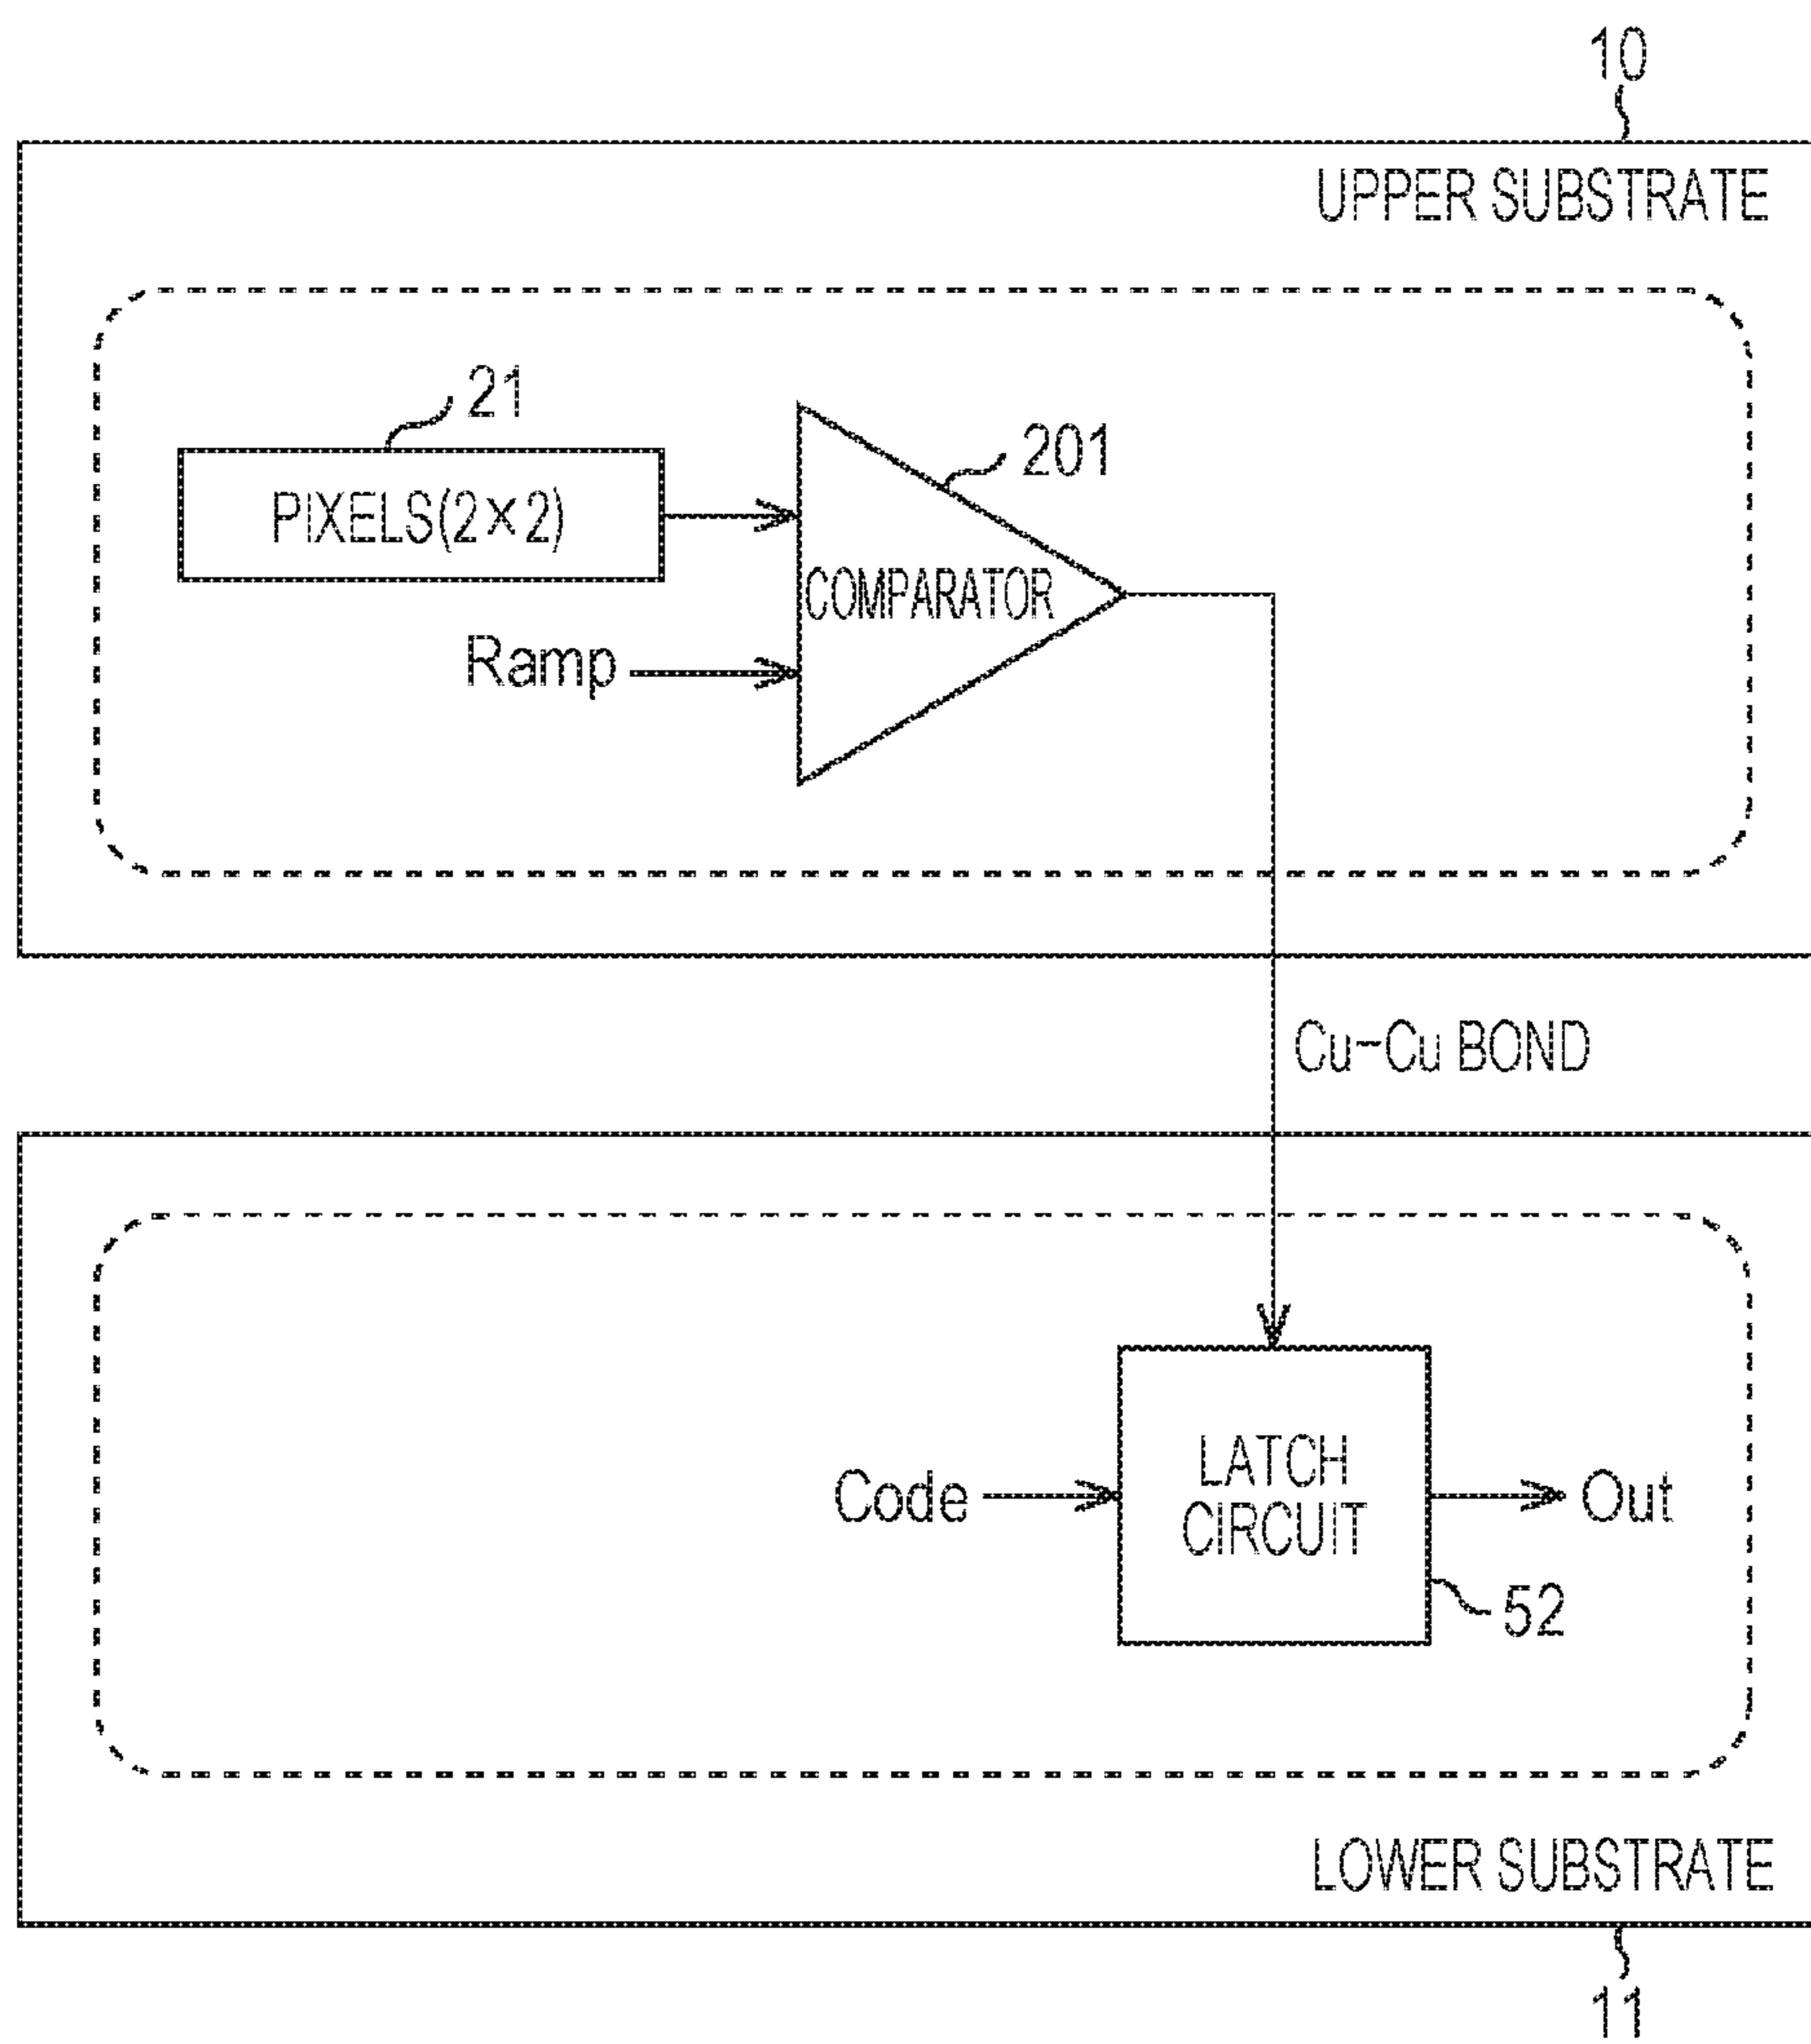 10
UPPER SUBSTRATE
21
201
PIXELS(2×2)
COMPARATOR
Ramp
Cu-Cu BOND
LATCH
Code
Out
CIRCUIT
52
LOWER SUBSTRATE
11